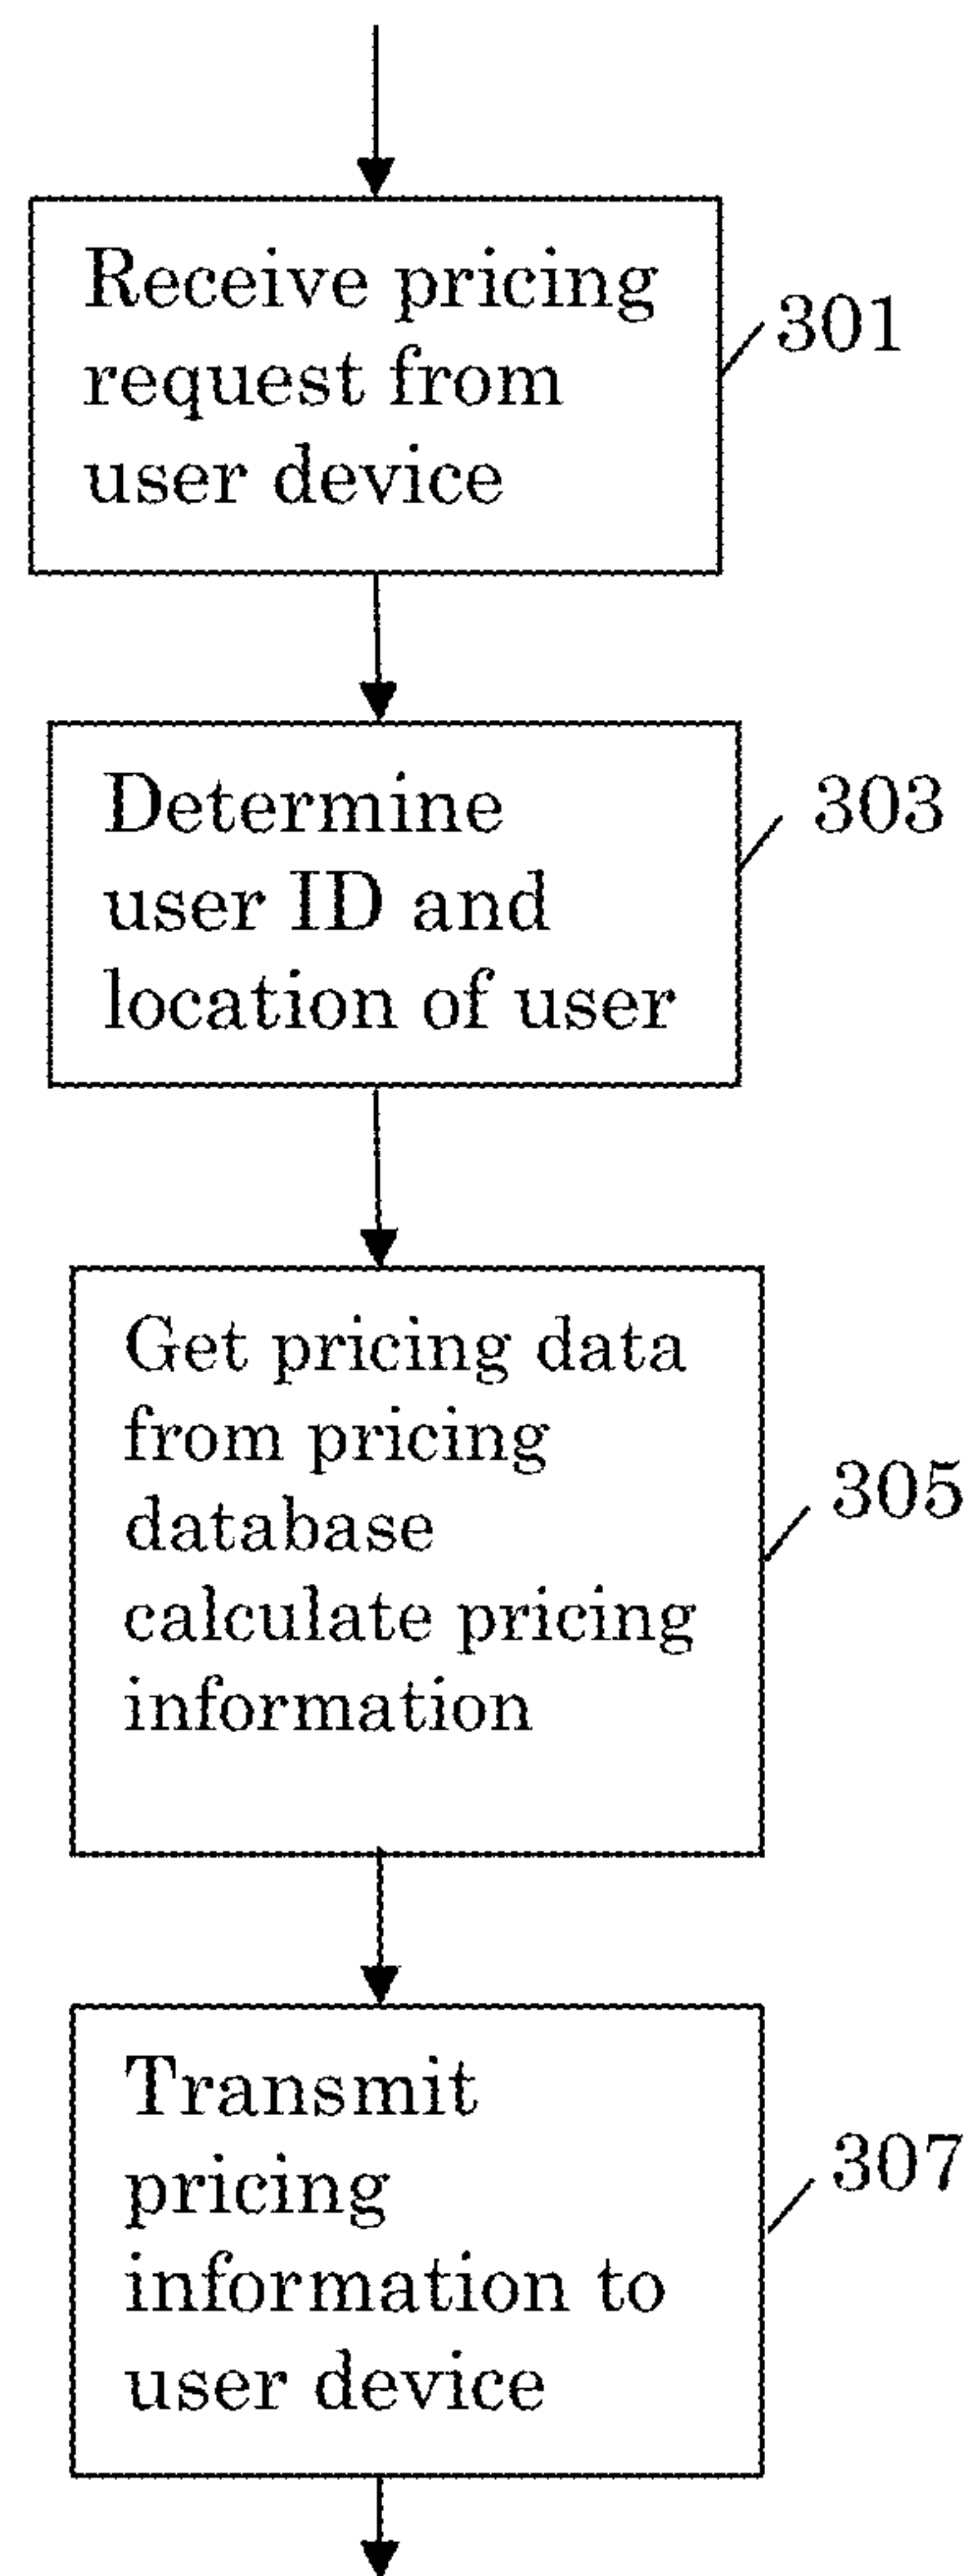 Receive pricing
request from
user device
301
Determine
user ID and
location of user
303
Get pricing data
from pricing
database
calculate pricing
information
305
Transmit
pricing
information to
user device
307